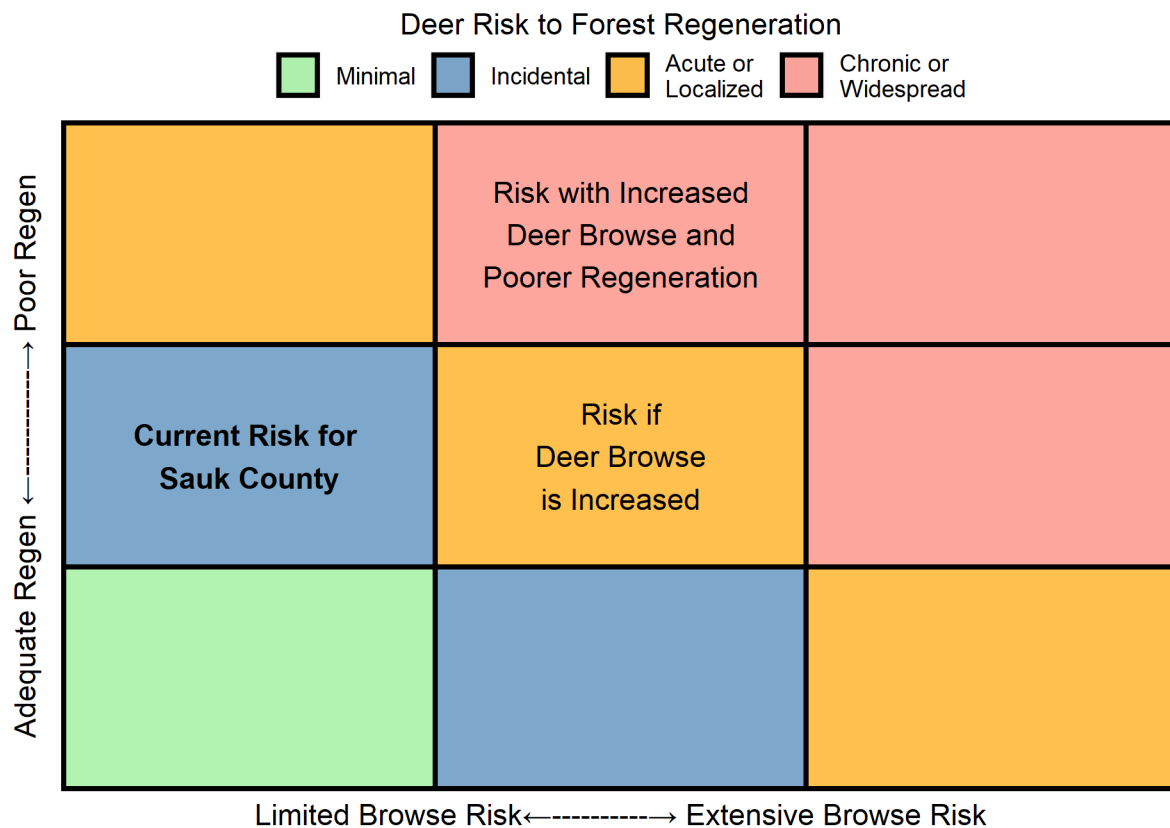 Deer Risk to Forest Regeneration
Minimal
Incidental
Acute or
Localized
Chronic or
Widespread
Adequate Regen ←-----------→ Poor Regen
Risk with Increased
Deer Browse and
Poorer Regeneration
Current Risk for
Sauk County
Risk if
Deer Browse
is Increased
Limited Browse Risk←-----------→ Extensive Browse Risk